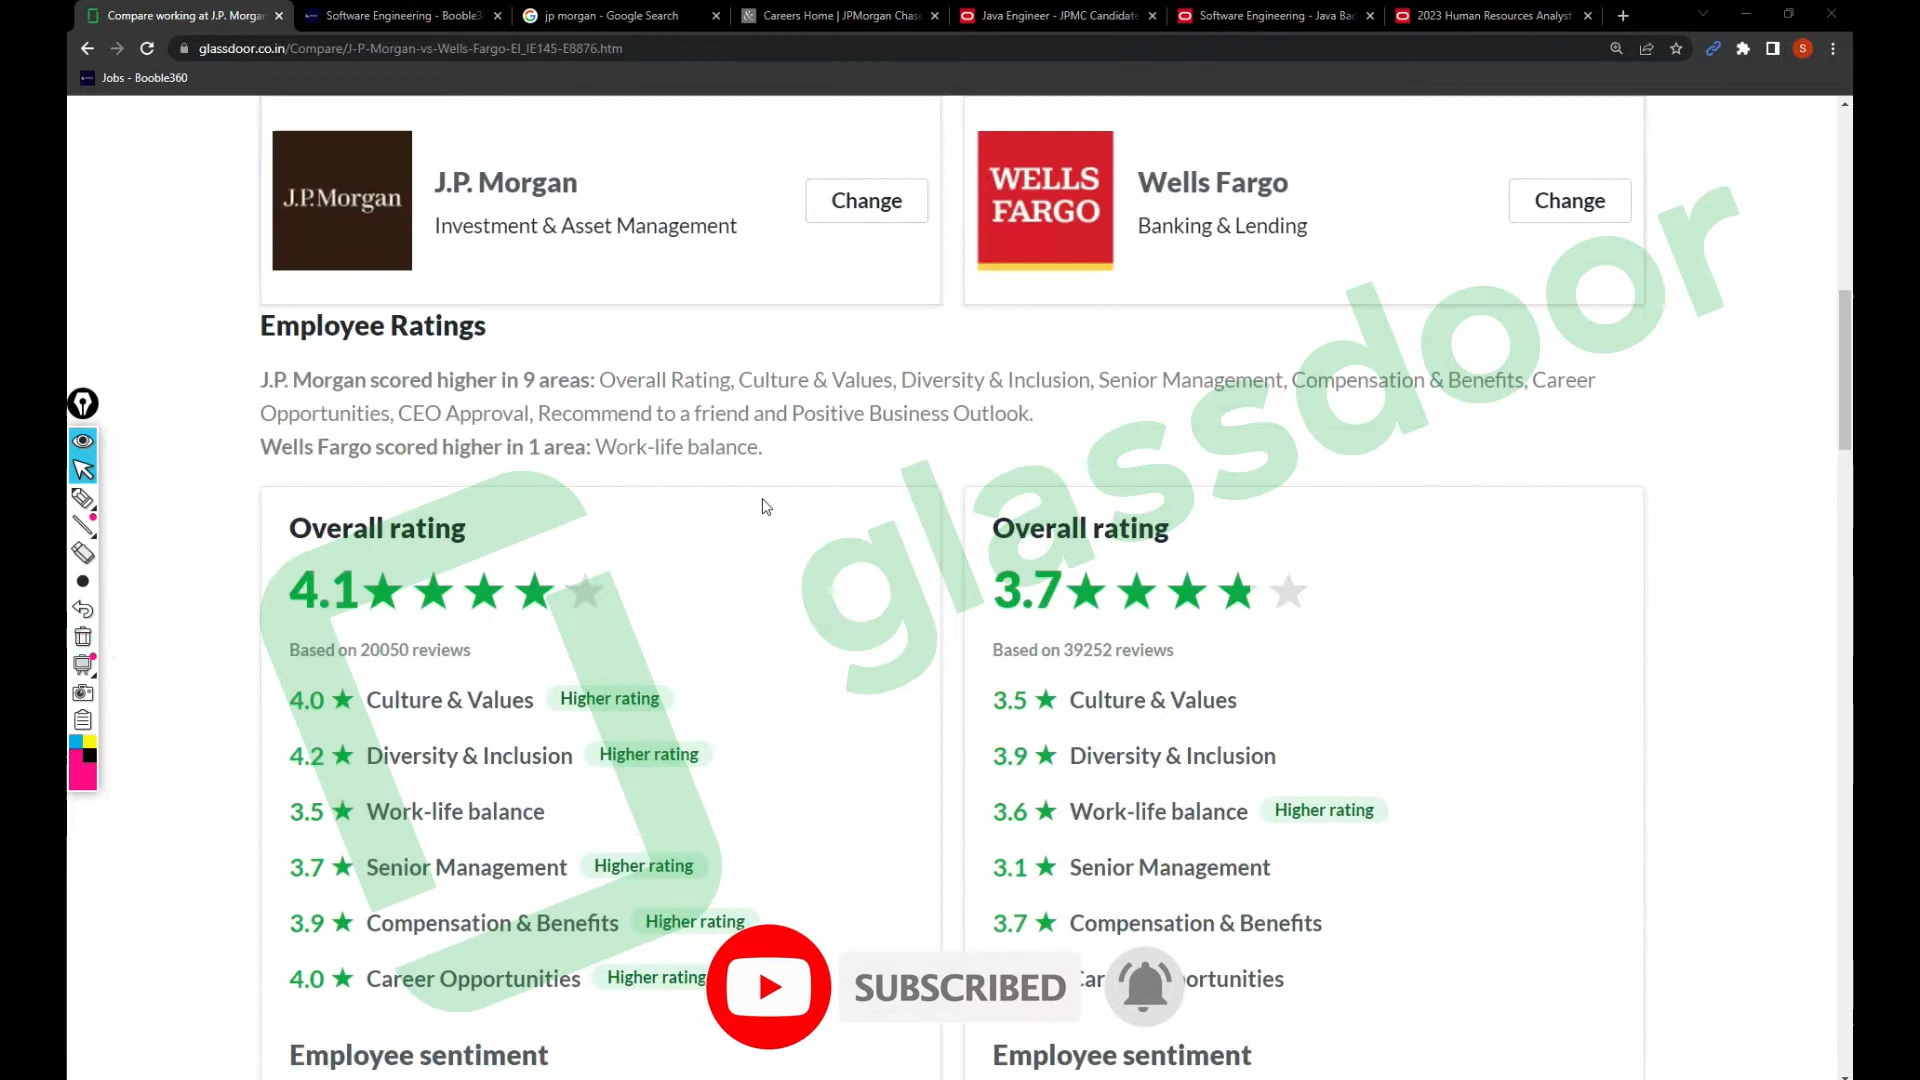 Compare working at J.P. Morgan
Software Engineering - Booble3
jp morgan - Google Search
Careers Home | JPMorgan Chas
Java Engineer - JPMC Candidate
Software Engineering - Java Bac
2023 Human Resources Analyst
glassdoor.co.in/Compare/J-P-Morgan-vs-Wells-Fargo-EI_IE145-E8876.htm
S
Jobs - Booble360
J.P.Morgan
J.P. Morgan
Investment & Asset Management
Change
WELLS
FARGO
Wells Fargo
Banking & Lending
Change
Employee Ratings
J.P. Morgan scored higher in 9 areas: Overall Rating, Culture & Values, Diversity & Inclusion, Senior Management, Compensation & Benefits, Career
Opportunities, CEO Approval, Recommend to a friend and Positive Business Outlook.
Wells Fargo scored higher in 1 area: Work-life balance.
glassdoor
Overall rating
4.1
Based on 20050 reviews
4.0 ★ Culture & Values Higher rating
4.2 ★ Diversity & Inclusion Higher rating
3.5 ★ Work-life balance
3.7 ★ Senior Management Higher rating
3.9 ★ Compensation & Benefits Higher rating
4.0 ★ Career Opportunities Higher rating
Employee sentiment
Overall rating
3.7
Based on 39252 reviews
3.5 ★ Culture & Values
3.9 ★ Diversity & Inclusion
3.6 ★ Work-life balance Higher rating
3.1 ★ Senior Management
3.7 ★ Compensation & Benefits
Car ortunities
Employee sentiment
SUBSCRIBED